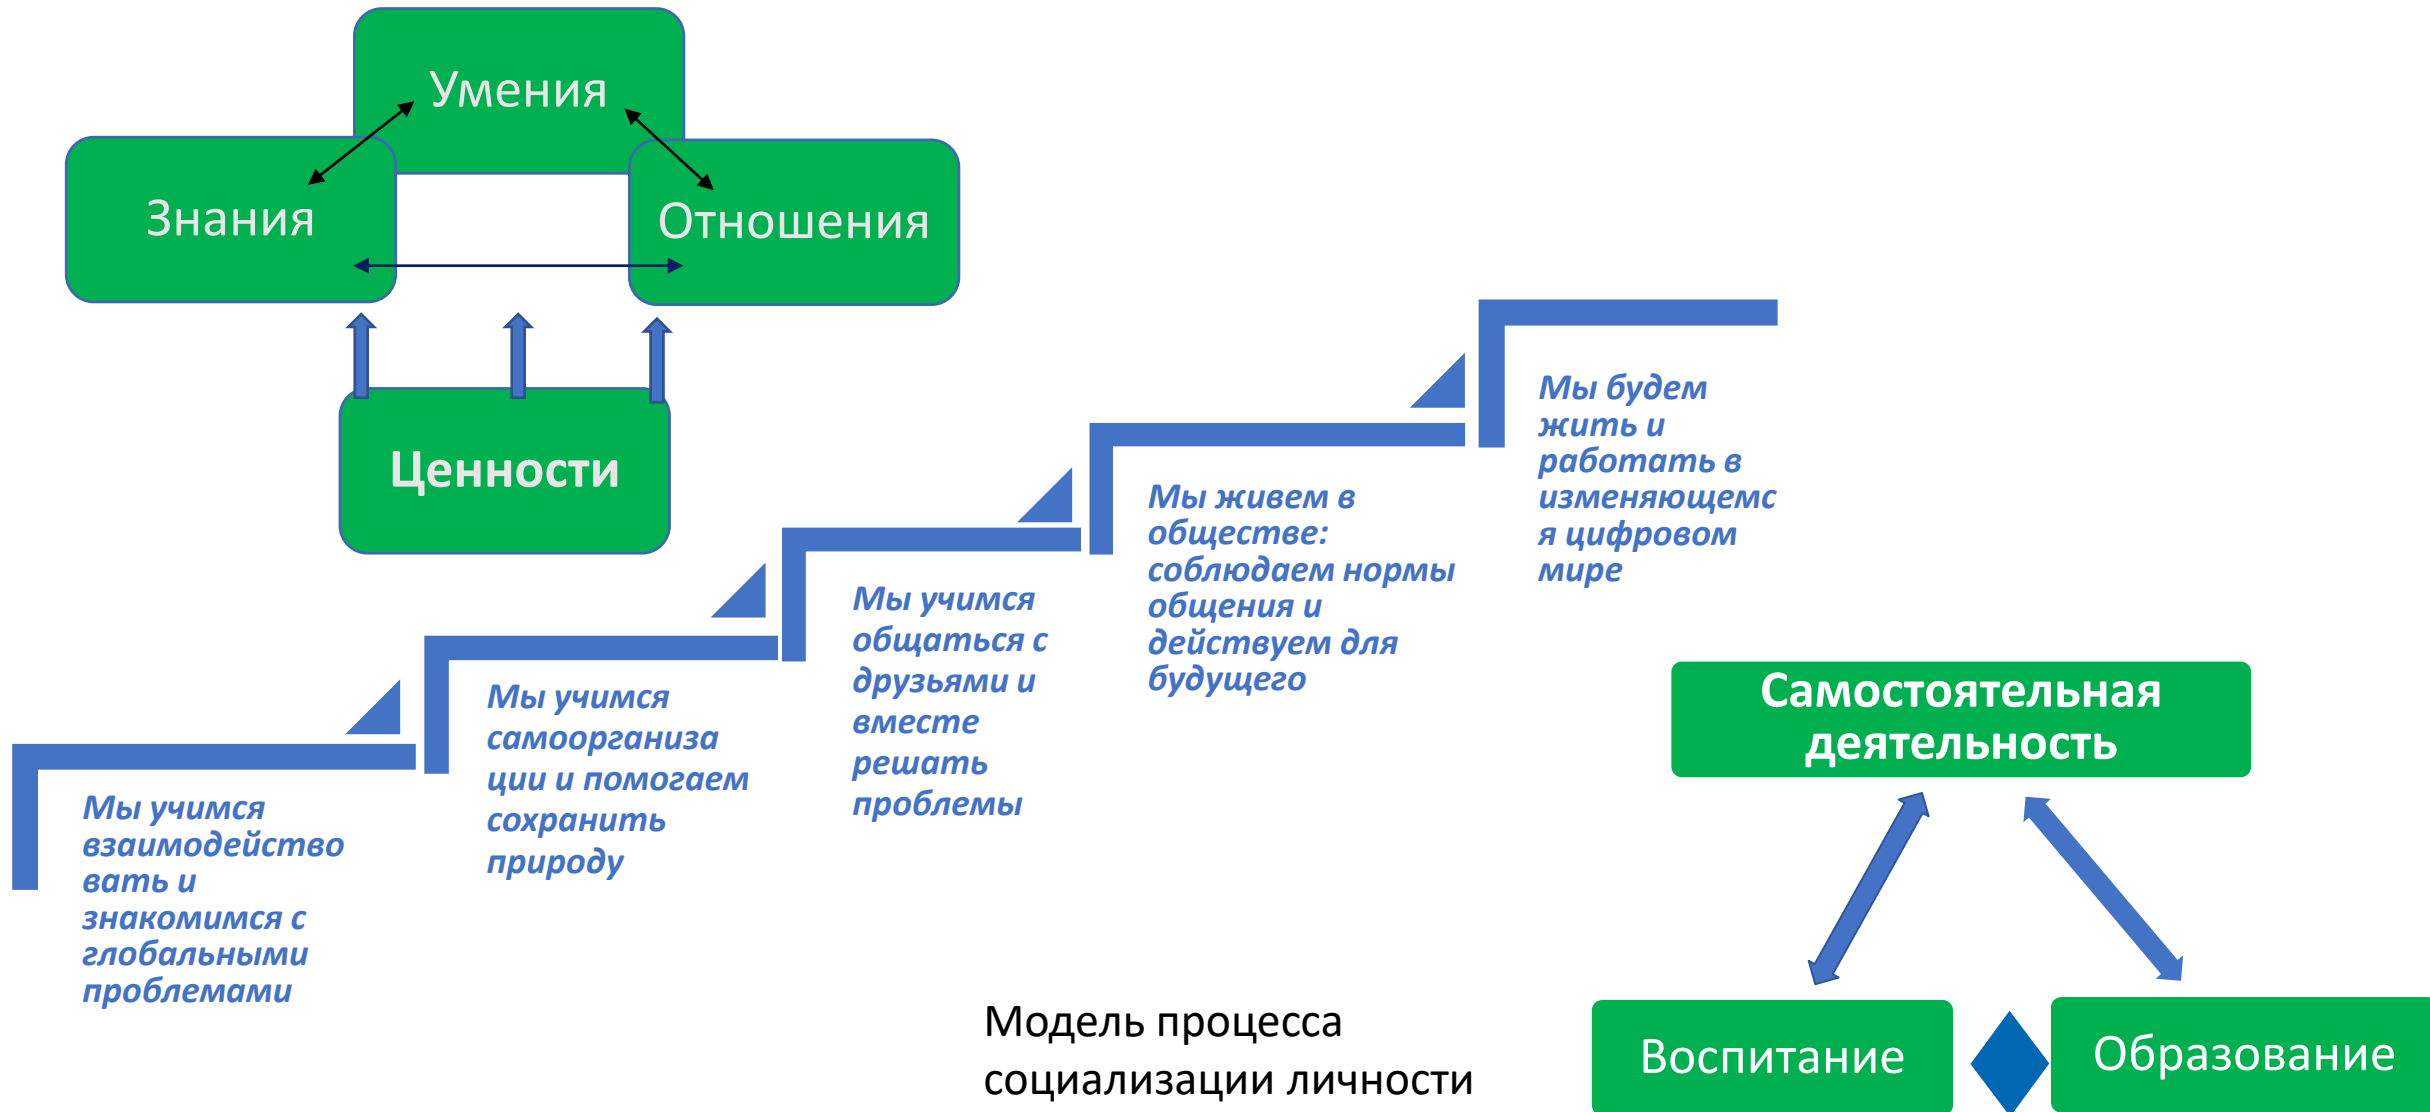 Умения
Знания
Отношения
Ценности
Мы учимся
взаимодейство
вать и
знакомимся с
глобальными
проблемами
Мы учимся
самоорганиза
ции и помогаем
сохранить
природу
Мы учимся
общаться с
друзьями и
вместе
решать
проблемы
Мы живем в
обществе:
соблюдаем нормы
общения и
действуем для
будущего
Мы будем
жить и
работать в
изменяющемс
я цифровом
мире
Самостоятельная
деятельность
Воспитание
Образование
Модель процесса
социализации личности